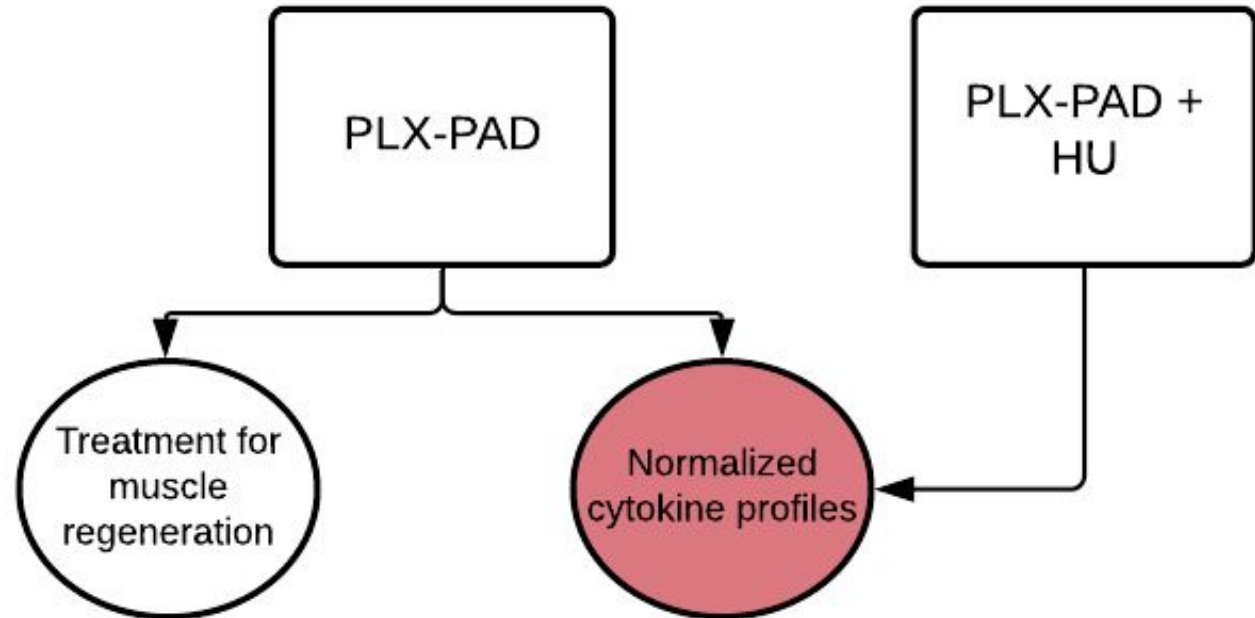 PLX-PAD
PLX-PAD +
HU
Treatment for
muscle
regeneration
Normalized
cytokine profiles